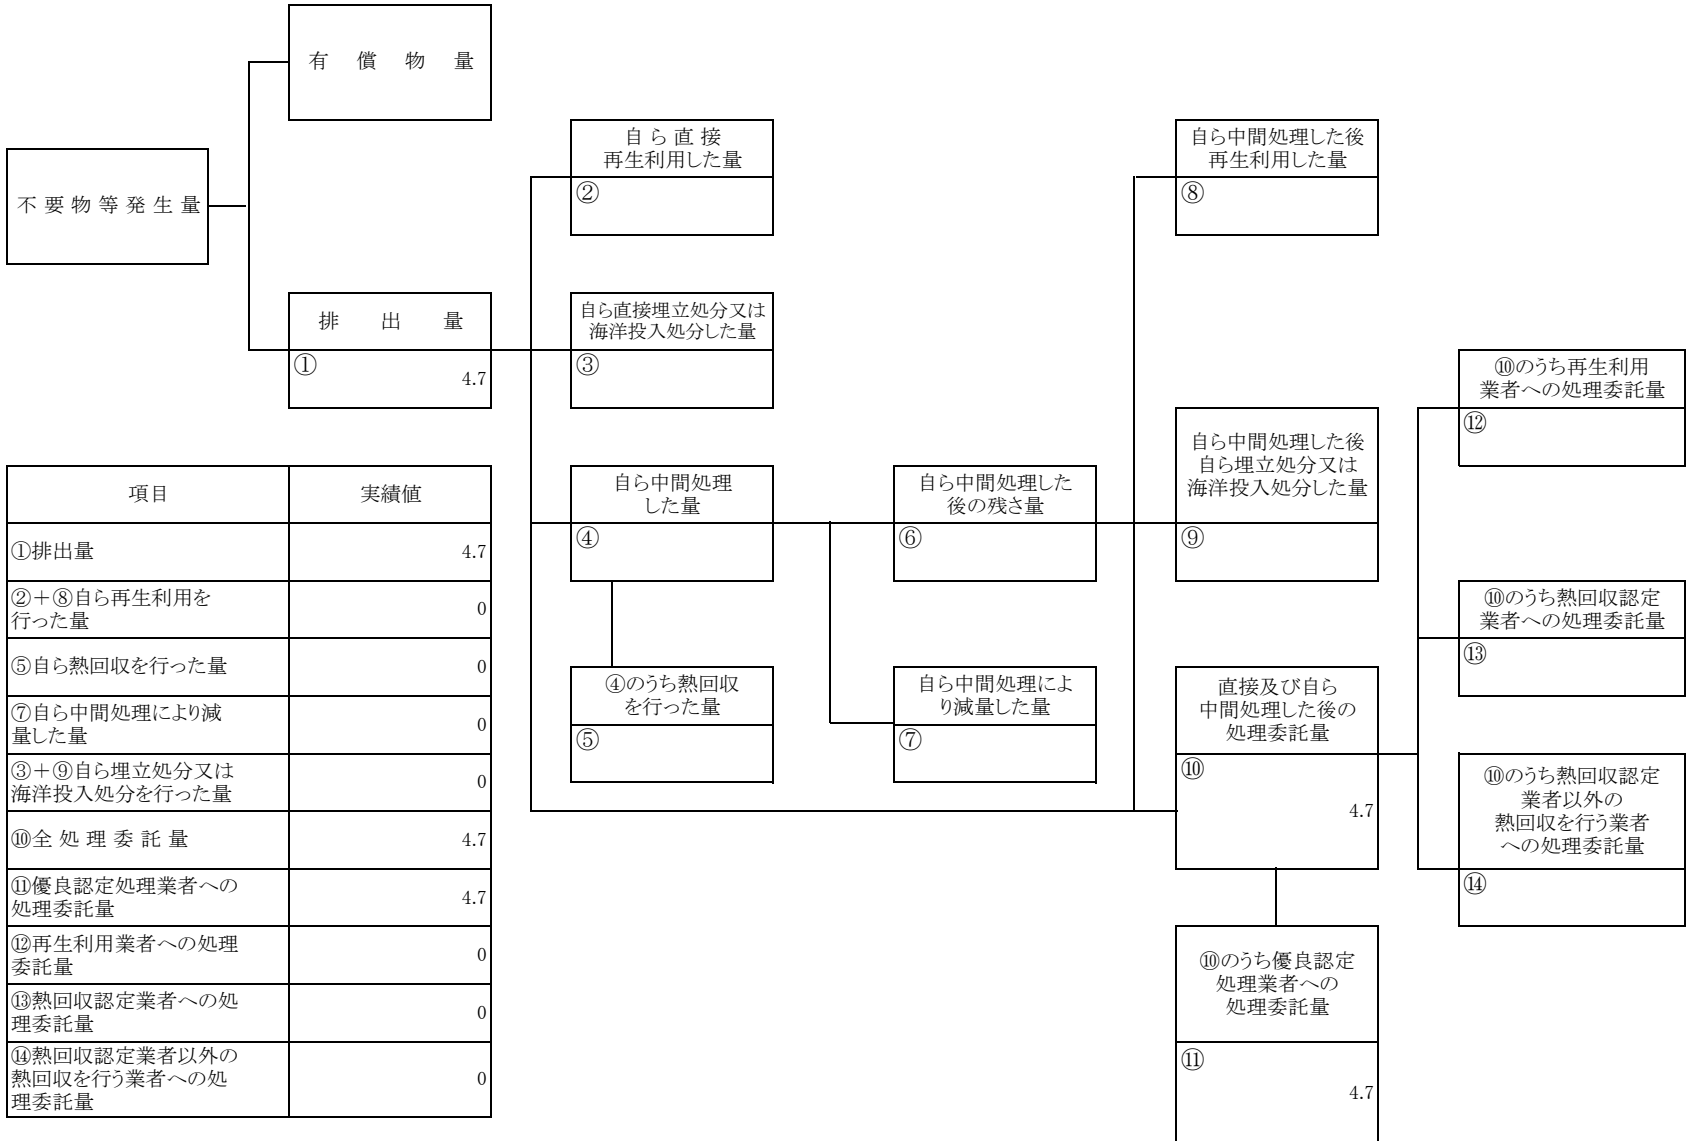 有 償 物 量
不 要 物 等 発 生 量
排 出 量
①
4.7
自 ら 直 接
再生利用した量
②
自ら直接埋立処分又は
海洋投入処分した量
③
自ら中間処理
した量
④
④のうち熱回収
を行った量
⑤
自ら中間処理した
後の残さ量
⑥
自ら中間処理によ
り減量した量
⑦
自ら中間処理した後
再生利用した量
⑧
自ら中間処理した後
自ら埋立処分又は
海洋投入処分した量
⑨
直接及び自ら
中間処理した後の
処理委託量
⑩
4.7
⑩のうち優良認定
処理業者への
処理委託量
⑪
4.7
⑩のうち再生利用
業者への処理委託量
⑫
⑩のうち熱回収認定
業者への処理委託量
⑬
⑩のうち熱回収認定
業者以外の
熱回収を行う業者
への処理委託量
⑭
項目 実績値
①排出量 4.7
②＋⑧自ら再生利用を
行った量 0
⑤自ら熱回収を行った量 0
⑦自ら中間処理により減
量した量 0
③＋⑨自ら埋立処分又は
海洋投入処分を行った量 0
⑩全 処 理 委 託 量 4.7
⑪優良認定処理業者への
処理委託量 4.7
⑫再生利用業者への処理
委託量 0
⑬熱回収認定業者への処
理委託量 0
⑭熱回収認定業者以外の
熱回収を行う業者への処
理委託量 0